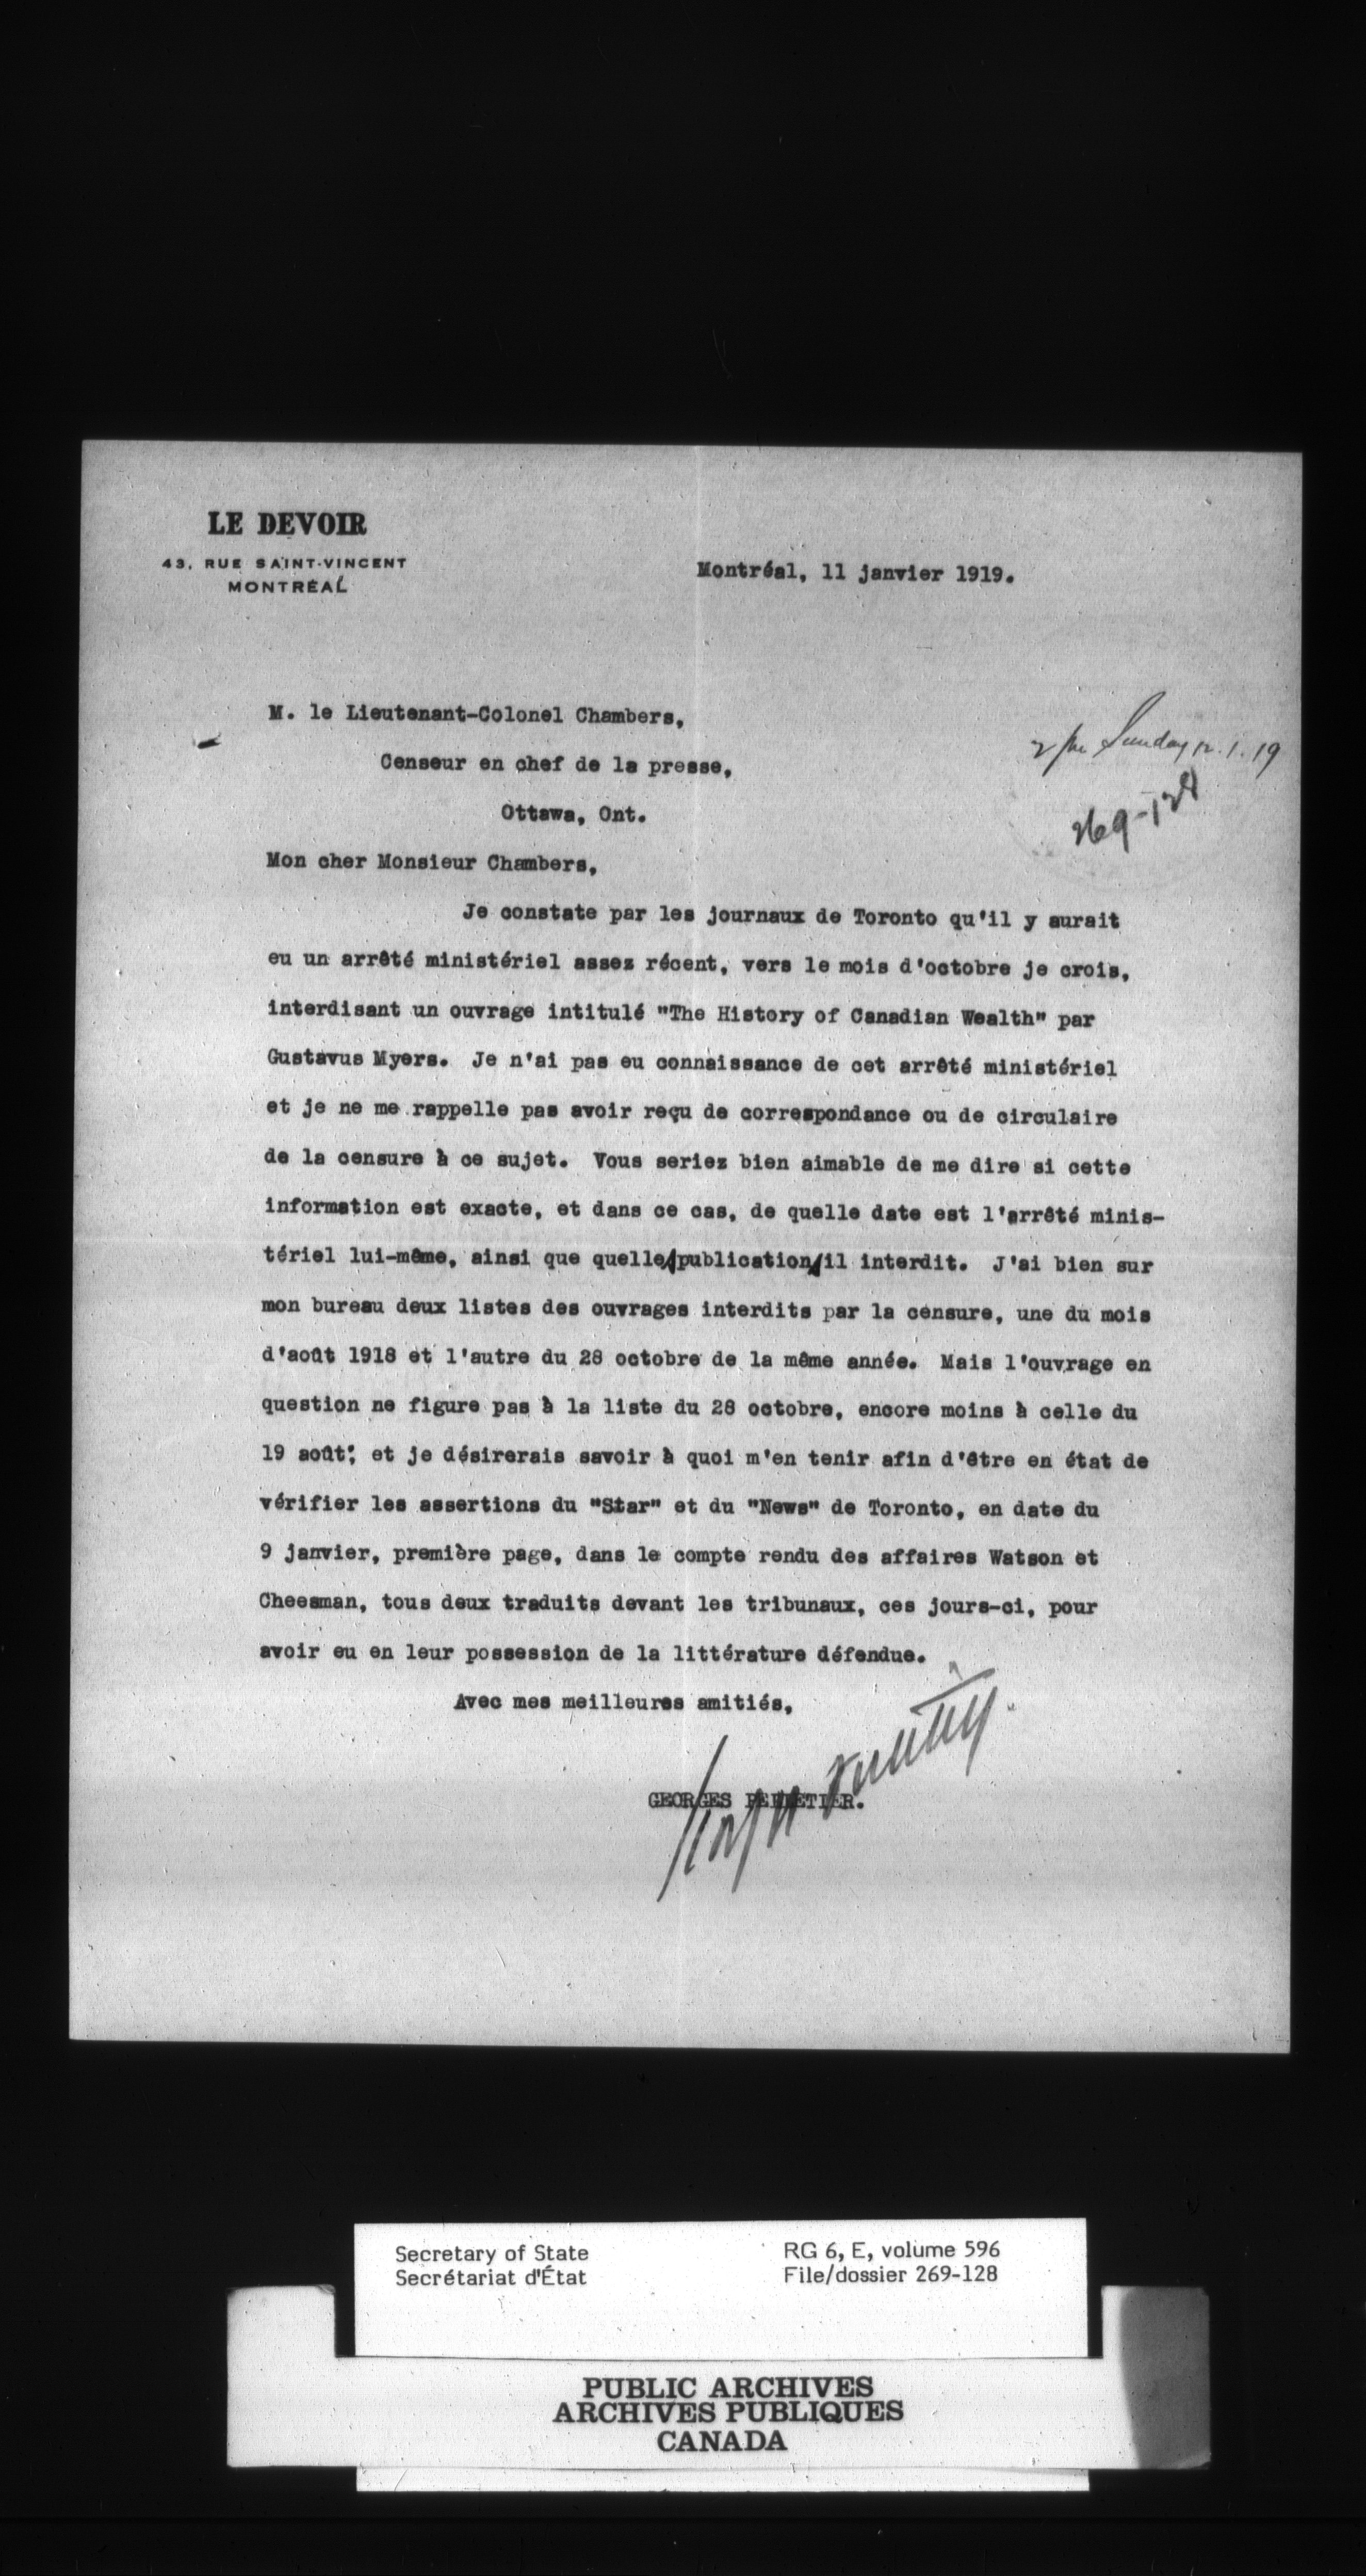 LE DEVOIR
43, RUE SAINT-VINCENT
MONTRÉAL
Montréal, 11 janvier 1919.
M. le Lieutenant-Colonel Chambers,
Censeur en chef de la presse,
Ottawa, Ont.
Sunday 12.1.19
269-128
Mon cher Monsieur Chambers,
Je constate par les journaux de Toronto qu'il y aurait
eu un arrêté ministériel assez récent, vers le mois d'octobre je crois,
interdisant un ouvrage intitulé "The History of Canadian Wealth" par
Gustavus Myers. Je n'ai pas eu connaissance de cet arrêté ministériel
et je ne me rappelle pas avoir reçu de correspondance ou de circulaire
de la censure à ce sujet. Vous seriez bien aimable de me dire si cette
information est exacte, et dans ce cas, de quelle date est l'arrêté minis-
tériel lui-même, ainsi que quelle publication il interdit. J'ai bien sur
mon bureau deux listes des ouvrages interdits par la censure, une du mois
d'août 1918 et l'autre du 28 octobre de la même année. Mais l'ouvrage en
question ne figure pas à la liste du 28 octobre, encore moins à celle du
19 août; et je désirerais savoir à quoi m'en tenir afin d'être en état de
vérifier les assertions du "Star" et du "News" de Toronto, en date du
9 janvier, première page, dans le compte rendu des affaires Watson et
Cheesman, tous deux traduits devant les tribunaux, ces jours-ci, pour
avoir eu en leur possession de la littérature défendue.
Avec mes meilleures amitiés,
GEORGES PELLETIER.
Secretary of State
Secrétariat d'État
RG 6, E, volume 596
File/dossier 269-128
PUBLIC ARCHIVES
ARCHIVES PUBLIQUES
CANADA